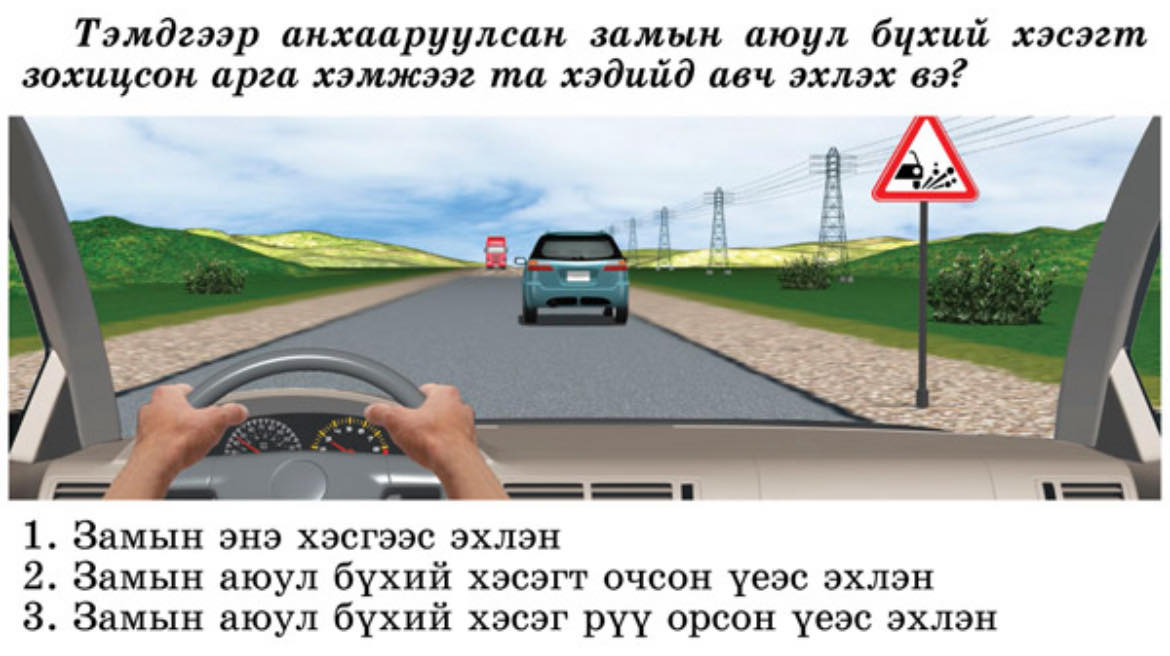 Тэмдгээр анхааруулсан замын аюул бүхий хэсэгт
зохицсон арга хэмжээг та хэдийд авч эхлэх вэ?
1. Замын энэ хэсгээс эхлэн
2. Замын аюул бүхий хэсэгт очсон үеэс эхлэн
3. Замын аюул бүхий хэсэг рүү орсон үеэс эхлэн